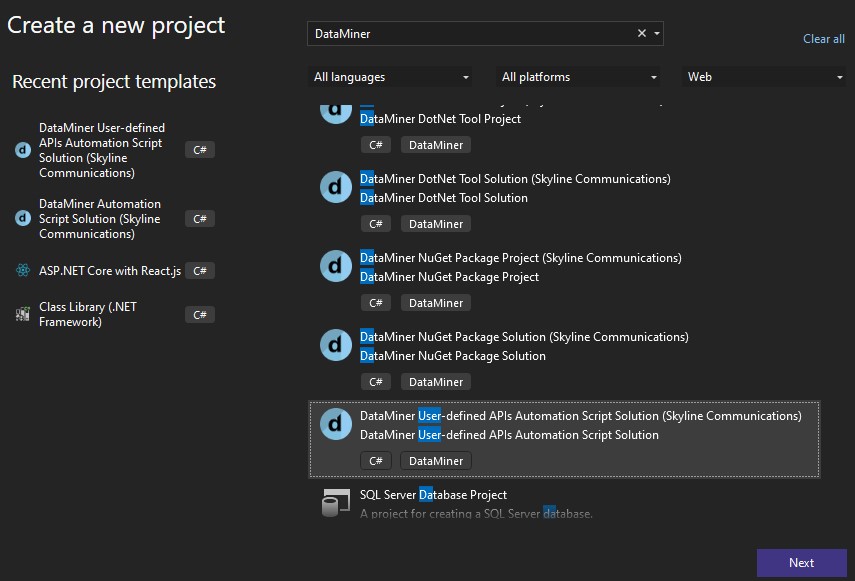 Create a new project
DataMiner
Clear all
Recent project templates
All languages
All platforms
Web
DataMiner User-defined
APIs Automation Script
Solution (Skyline
Communications)
C#
DataMiner Automation
Script Solution (Skyline
Communications)
C#
ASP.NET Core with React.js
C#
Class Library (.NET
Framework)
C#
DataMiner DotNet Tool Project
C#
DataMiner
DataMiner DotNet Tool Solution (Skyline Communications)
DataMiner DotNet Tool Solution
C#
DataMiner
DataMiner NuGet Package Project (Skyline Communications)
DataMiner NuGet Package Project
C#
DataMiner
DataMiner NuGet Package Solution (Skyline Communications)
DataMiner NuGet Package Solution
C#
DataMiner
DataMiner User-defined APIs Automation Script Solution (Skyline Communications)
DataMiner User-defined APIs Automation Script Solution
C#
DataMiner
SQL Server Database Project
A project for creating a SQL Server database.
Next